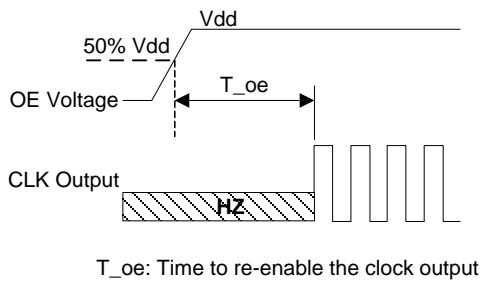 Vdd
50% Vdd
T_oe
OE Voltage
CLK Output
HZ
T_oe: Time to re-enable the clock output